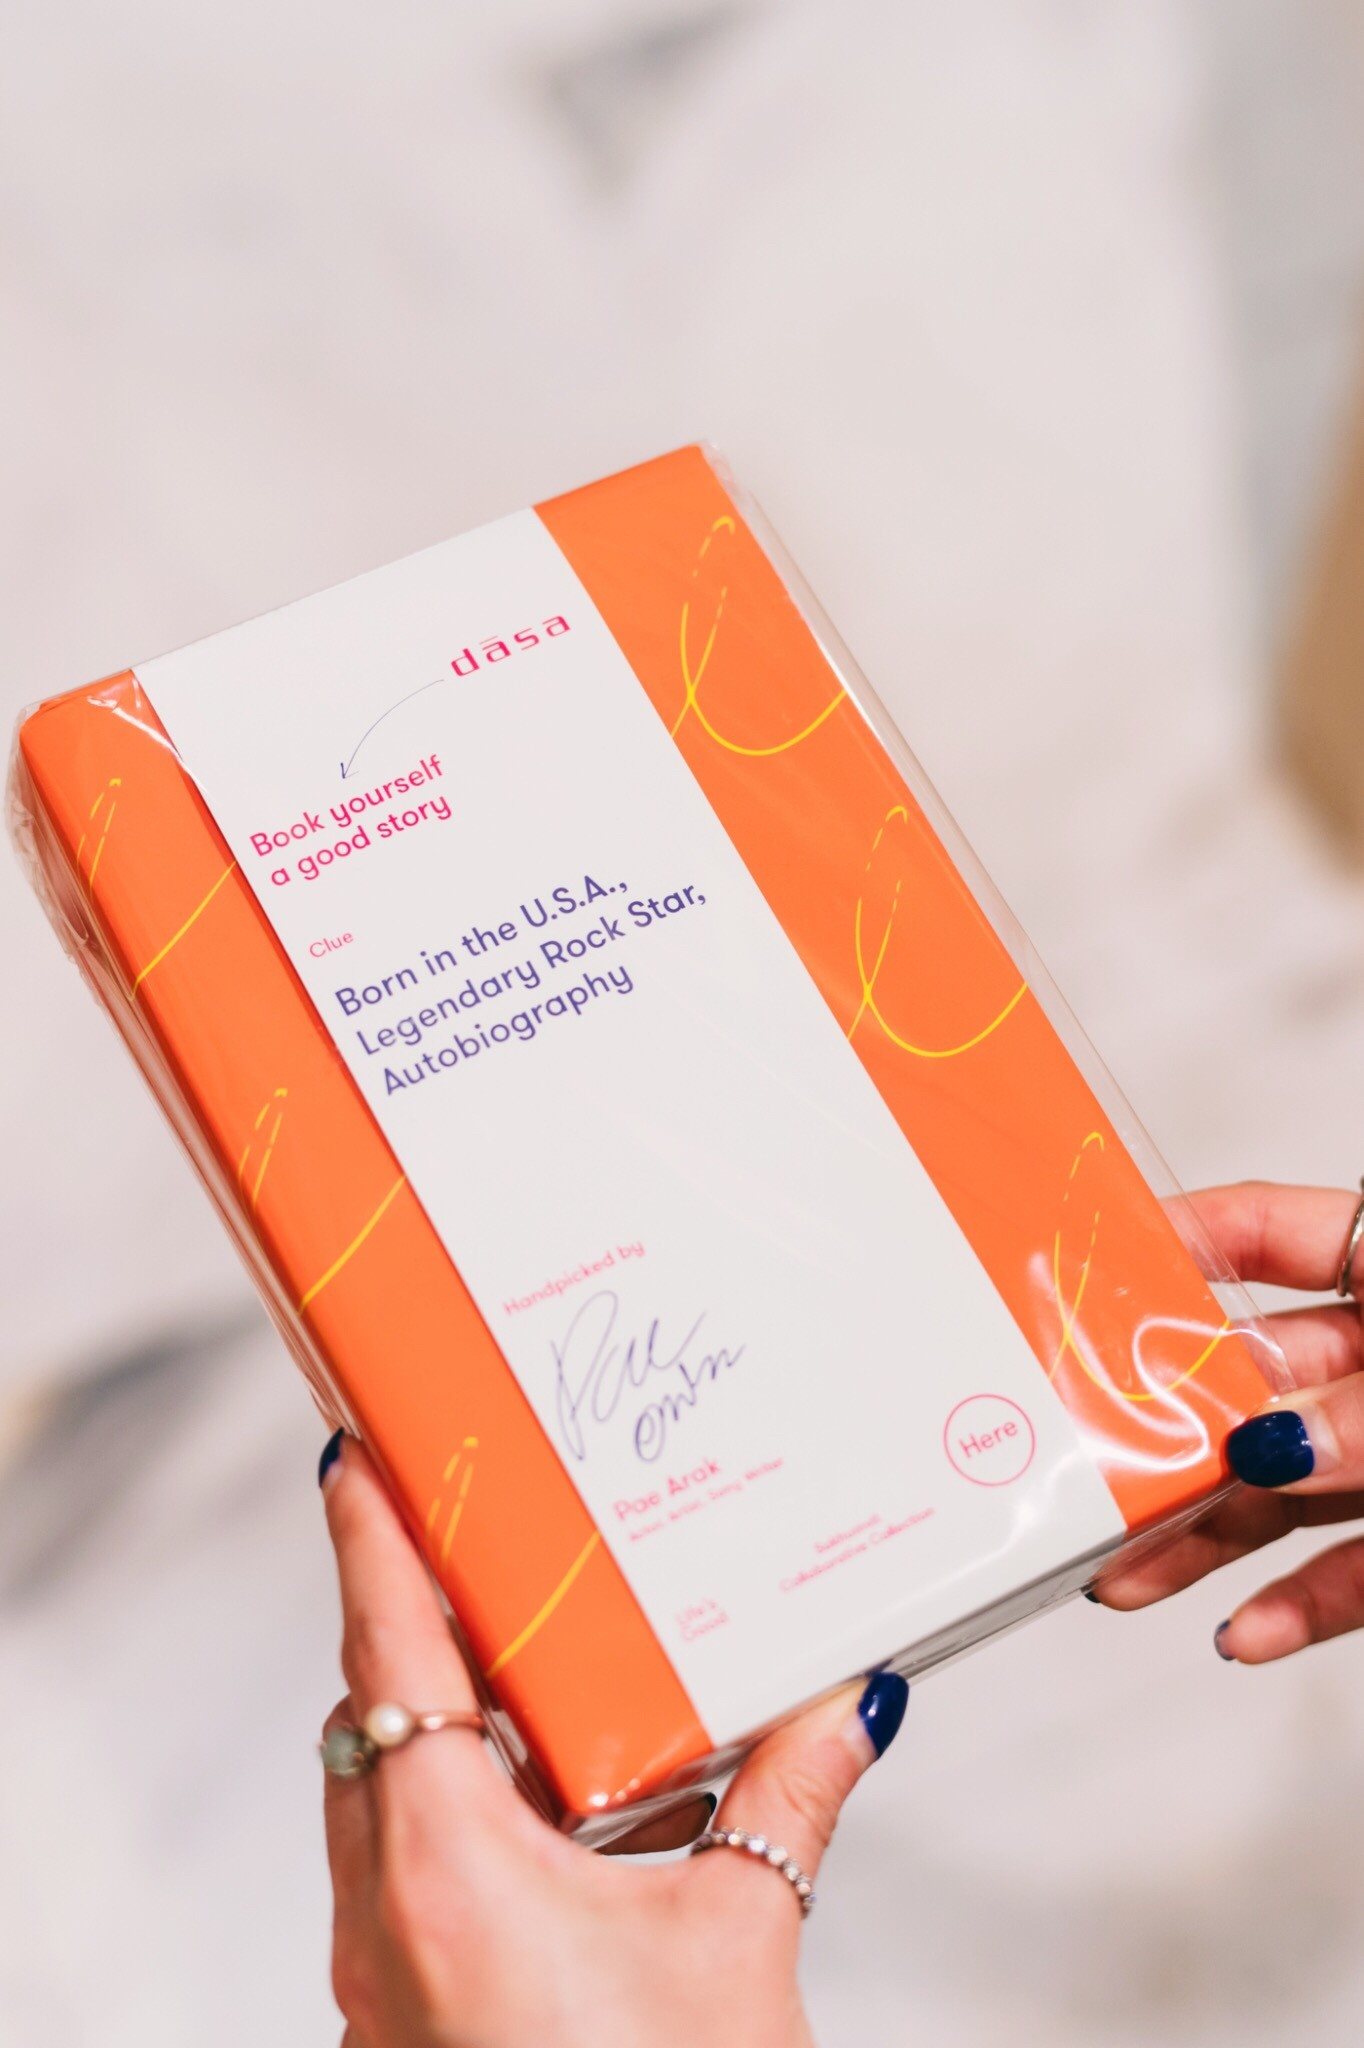 dāsa
Book yourself
a good story
Clue
Born in the U.S.A.,
Legendary Rock Star,
Autobiography
Handpicked by
Pae
Pae Arak
Actor, Artist, Song Writer
Here
Sukhumvit
Collaborative Collection
Life's
Good